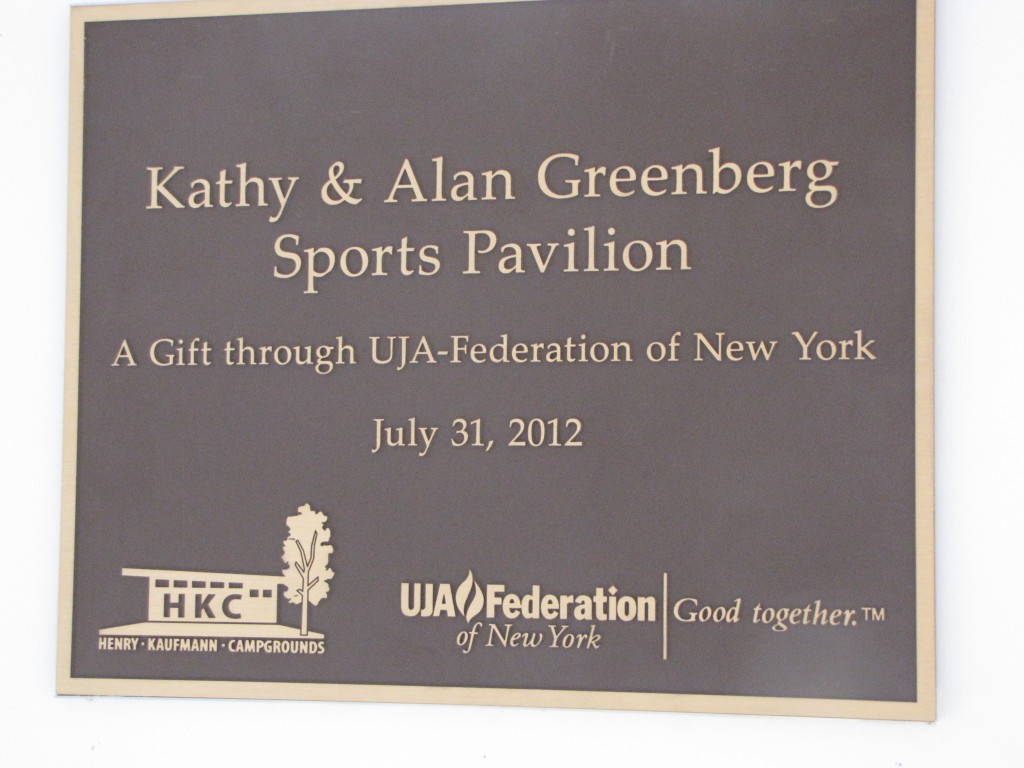 Kathy & Alan Greenberg
Sports Pavilion
A Gift through UJA-Federation of New York
July 31, 2012
HKC
HENRY · KAUFMANN · CAMPGROUNDS
UJA Federation
of New York
Good together.™